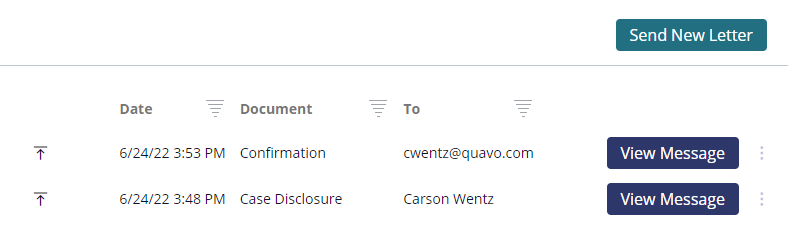 Send New Letter
Date Document To
6/24/22 3:53 PM Confirmation cwentz@quavo.com View Message
6/24/22 3:48 PM Case Disclosure Carson Wentz View Message